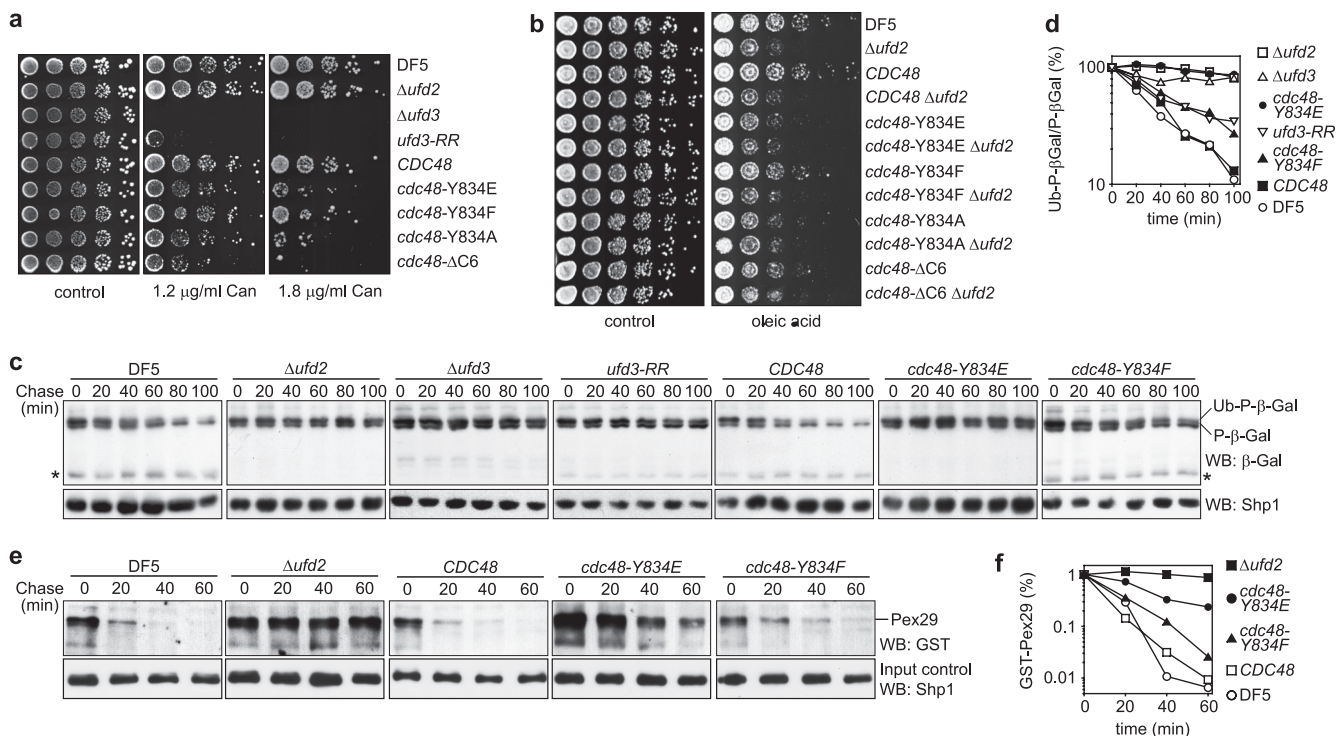 a
DF5
Δufd2
Δufd3
ufd3-RR
CDC48
cdc48-Y834E
cdc48-Y834F
cdc48-Y834A
cdc48-ΔC6
control
1.2 μg/ml Can
1.8 μg/ml Can
b
DF5
Δufd2
CDC48
CDC48 Δufd2
cdc48-Y834E
cdc48-Y834E Δufd2
cdc48-Y834F
cdc48-Y834F Δufd2
cdc48-Y834A
cdc48-Y834A Δufd2
cdc48-ΔC6
cdc48-ΔC6 Δufd2
control
oleic acid
d
Ub-P-βGal/P-βGal (%)
100
10
0 20 40 60 80 100
time (min)
Δufd2
Δufd3
cdc48-
Y834E
ufd3-RR
cdc48-
Y834F
CDC48
DF5
c
DF5 Δufd2 Δufd3 ufd3-RR CDC48 cdc48-Y834E cdc48-Y834F
Chase
(min)
0 20 40 60 80 100 0 20 40 60 80 100 0 20 40 60 80 100 0 20 40 60 80 100 0 20 40 60 80 100 0 20 40 60 80 100 0 20 40 60 80 100
Ub-P-β-Gal
P-β-Gal
WB: β-Gal
* *
WB: Shp1
e
DF5 Δufd2 CDC48 cdc48-Y834E cdc48-Y834F
Chase
(min)
0 20 40 60 0 20 40 60 0 20 40 60 0 20 40 60 0 20 40 60
Pex29
WB: GST
Input control
WB: Shp1
f
GST-Pex29 (%)
1
0.1
0.01
0 20 40 60
time (min)
Δufd2
cdc48-
Y834E
cdc48-
Y834F
CDC48
DF5